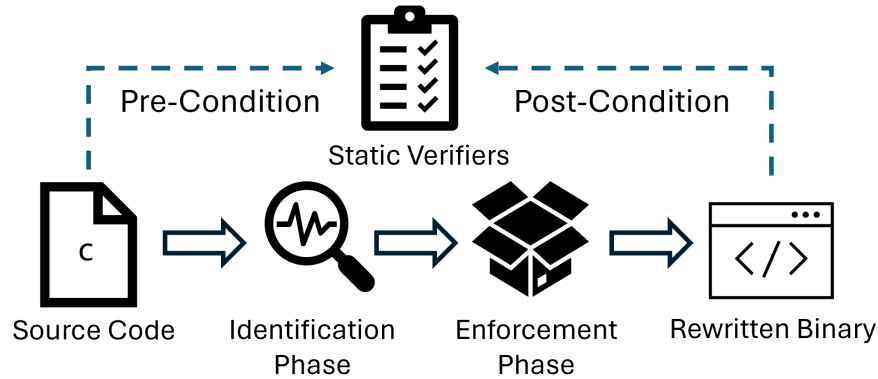 Pre-Condition
Post-Condition
Static Verifiers
C
</>
Source Code
Identification
Phase
Enforcement
Phase
Rewritten Binary